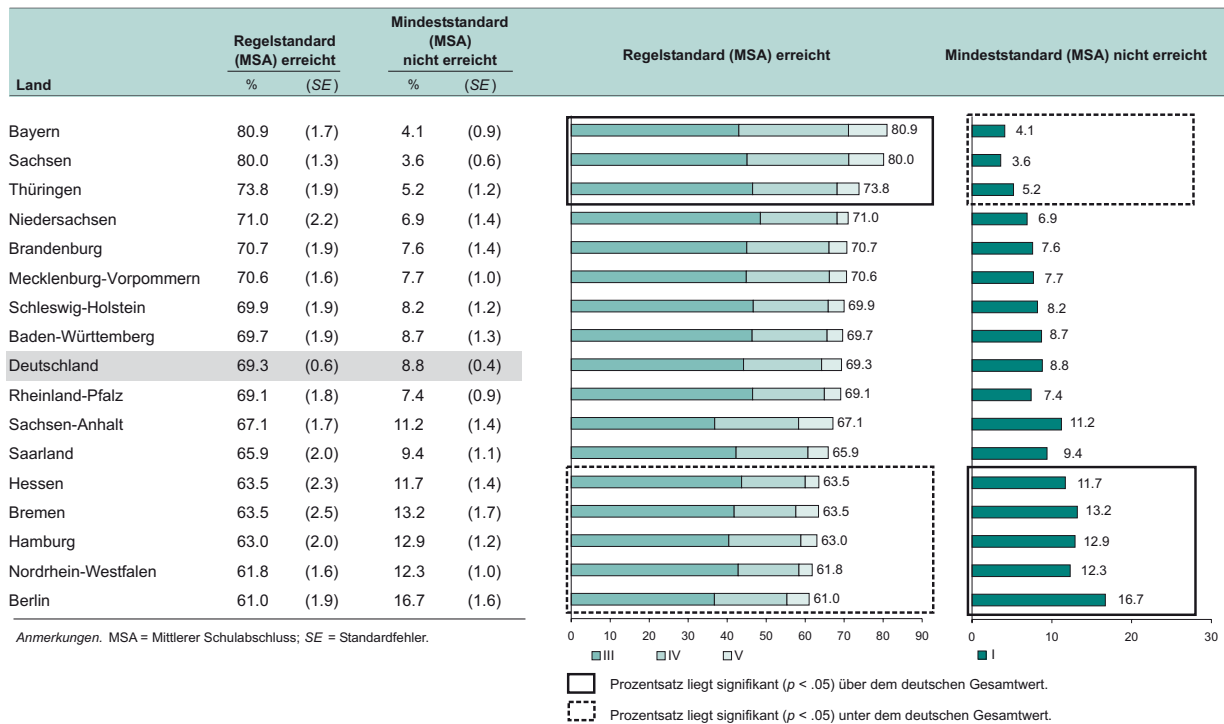 Land
Regelstandard (MSA) erreicht
Mindeststandard (MSA) nicht erreicht
Regelstandard (MSA) erreicht
Mindeststandard (MSA) nicht erreicht
% (SE) % (SE)
Bayern 80.9 (1.7) 4.1 (0.9) 80.9 4.1
Sachsen 80.0 (1.3) 3.6 (0.6) 80.0 3.6
Thüringen 73.8 (1.9) 5.2 (1.2) 73.8 5.2
Niedersachsen 71.0 (2.2) 6.9 (1.4) 71.0 6.9
Brandenburg 70.7 (1.9) 7.6 (1.4) 70.7 7.6
Mecklenburg-Vorpommern 70.6 (1.6) 7.7 (1.0) 70.6 7.7
Schleswig-Holstein 69.9 (1.9) 8.2 (1.2) 69.9 8.2
Baden-Württemberg 69.7 (1.9) 8.7 (1.3) 69.7 8.7
Deutschland 69.3 (0.6) 8.8 (0.4) 69.3 8.8
Rheinland-Pfalz 69.1 (1.8) 7.4 (0.9) 69.1 7.4
Sachsen-Anhalt 67.1 (1.7) 11.2 (1.4) 67.1 11.2
Saarland 65.9 (2.0) 9.4 (1.1) 65.9 9.4
Hessen 63.5 (2.3) 11.7 (1.4) 63.5 11.7
Bremen 63.5 (2.5) 13.2 (1.7) 63.5 13.2
Hamburg 63.0 (2.0) 12.9 (1.2) 63.0 12.9
Nordrhein-Westfalen 61.8 (1.6) 12.3 (1.0) 61.8 12.3
Berlin 61.0 (1.9) 16.7 (1.6) 61.0 16.7
Anmerkungen. MSA = Mittlerer Schulabschluss; SE = Standardfehler.
0 10 20 30 40 50 60 70 80 90
0 10 20 30
III IV V
I
Prozentsatz liegt signifikant (p < .05) über dem deutschen Gesamtwert.
Prozentsatz liegt signifikant (p < .05) unter dem deutschen Gesamtwert.